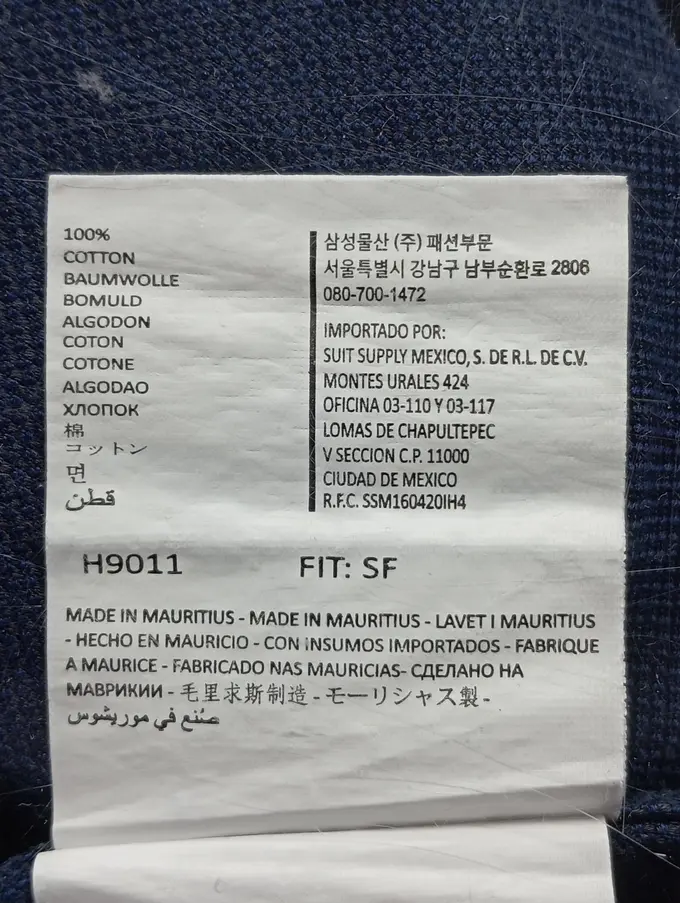 100%
COTTON
BAUMWOLLE
BOMULD
ALGODON
COTON
COTONE
ALGODAO
ХЛОПОК
棉
コットン
면
قطن
삼성물산 (주) 패션부문
서울특별시 강남구 남부순환로 2806
080-700-1472
IMPORTADO POR:
SUIT SUPPLY MEXICO, S. DE R.L. DE C.V.
MONTES URALES 424
OFICINA 03-110 Y 03-117
LOMAS DE CHAPULTEPEC
V SECCION C.P. 11000
CIUDAD DE MEXICO
R.F.C. SSM160420IH4
H9011 FIT: SF
MADE IN MAURITIUS - MADE IN MAURITIUS - LAVET I MAURITIUS
- HECHO EN MAURICIO - CON INSUMOS IMPORTADOS - FABRIQUE
A MAURICE - FABRICADO NAS MAURICIAS- СДЕЛАНО НА
МАВРИКИИ - 毛里求斯制造 - モーリシャス製 -
صُنع في موريشوس